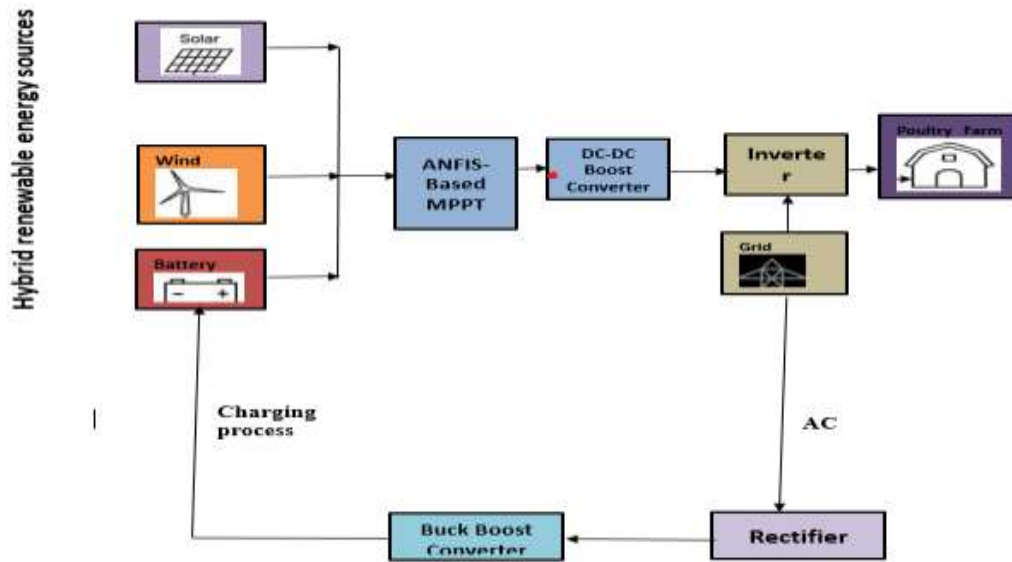 Hybrid renewable energy sources
Solar
Wind
Battery
ANFIS-
Based
MPPT
DC-DC
Boost
Converter
Inverte
r
Poultry Farm
Grid
Charging
process
AC
Buck Boost
Converter
Rectifier